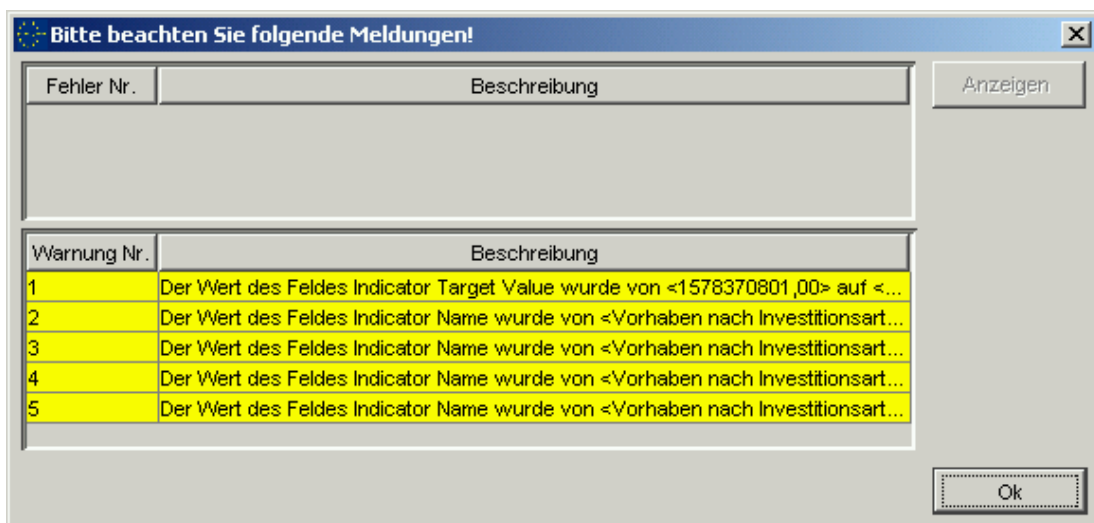 Bitte beachten Sie folgende Meldungen!
Fehler Nr. Beschreibung
Anzeigen
Warnung Nr. Beschreibung
1 Der Wert des Feldes Indicator Target Value wurde von <1578370801,00> auf <...
2 Der Wert des Feldes Indicator Name wurde von <Vorhaben nach Investitionsart...
3 Der Wert des Feldes Indicator Name wurde von <Vorhaben nach Investitionsart...
4 Der Wert des Feldes Indicator Name wurde von <Vorhaben nach Investitionsart...
5 Der Wert des Feldes Indicator Name wurde von <Vorhaben nach Investitionsart...
Ok